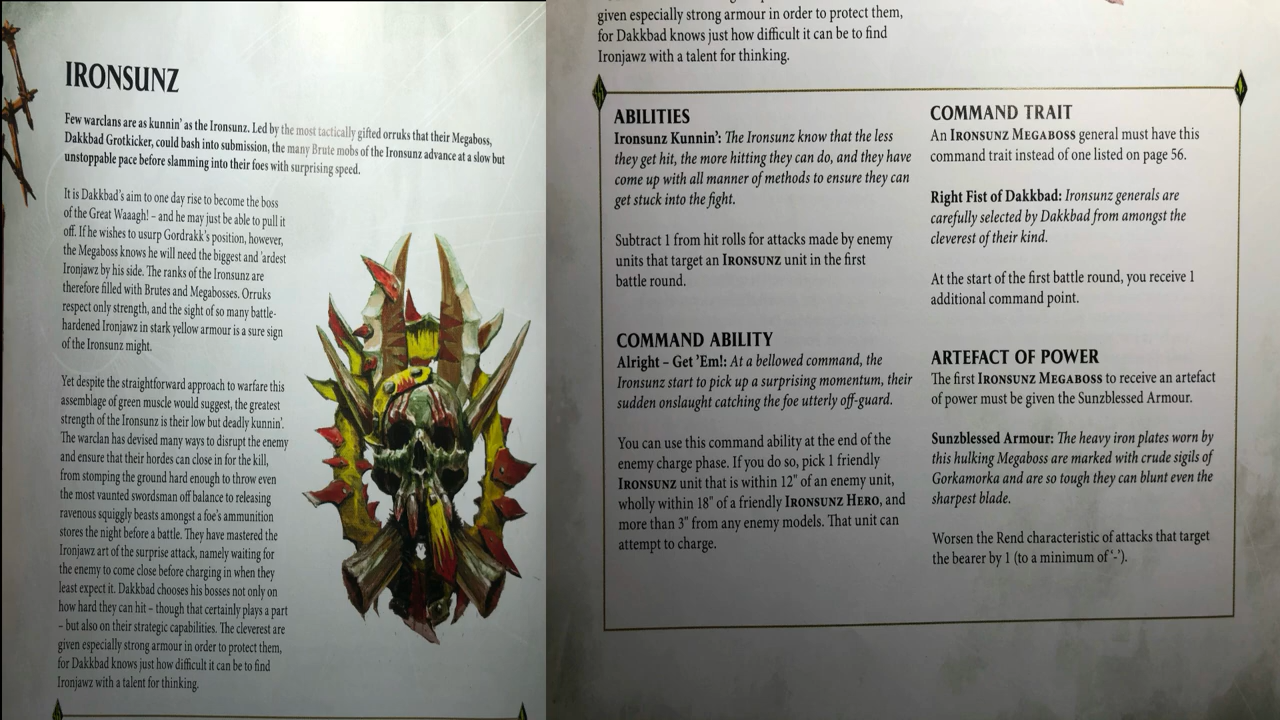 IRONSUNZ
Few warclans are as kunnin' as the Ironsunz. Led by the most tactically gifted orruks that their Megaboss,
Dakkbad Grotkicker, could bash into submission, the many Brute mobs of the Ironsunz advance at a slow but
unstoppable pace before slamming into their foes with surprising speed.
It is Dakkbad's aim to one day rise to become the boss
of the Great Waaagh! – and he may just be able to pull it
off. If he wishes to usurp Gordrakk's position, however,
the Megaboss knows he will need the biggest and 'ardest
Ironjawz by his side. The ranks of the Ironsunz are
therefore filled with Brutes and Megabosses. Orruks
respect only strength, and the sight of so many battle-
hardened Ironjawz in stark yellow armour is a sure sign
of the Ironsunz might.
Yet despite the straightforward approach to warfare this
assemblage of green muscle would suggest, the greatest
strength of the Ironsunz is their low but deadly kunnin'.
The warclan has devised many ways to disrupt the enemy
and ensure that their hordes can close in for the kill,
from stomping the ground hard enough to throw even
the most vaunted swordsman off balance to releasing
ravenous squiggly beasts amongst a foe's ammunition
stores the night before a battle. They have mastered the
Ironjawz art of the surprise attack, namely waiting for
the enemy to come close before charging in when they
least expect it. Dakkbad chooses his bosses not only on
how hard they can hit – though that certainly plays a part
– but also on their strategic capabilities. The cleverest are
given especially strong armour in order to protect them,
for Dakkbad knows just how difficult it can be to find
Ironjawz with a talent for thinking.
given especially strong armour in order to protect them,
for Dakkbad knows just how difficult it can be to find
Ironjawz with a talent for thinking.
ABILITIES
Ironsunz Kunnin': The Ironsunz know that the less
they get hit, the more hitting they can do, and they have
come up with all manner of methods to ensure they can
get stuck into the fight.
Subtract 1 from hit rolls for attacks made by enemy
units that target an IRONSUNZ unit in the first
battle round.
COMMAND ABILITY
Alright – Get 'Em!: At a bellowed command, the
Ironsunz start to pick up a surprising momentum, their
sudden onslaught catching the foe utterly off-guard.
You can use this command ability at the end of the
enemy charge phase. If you do so, pick 1 friendly
IRONSUNZ unit that is within 12" of an enemy unit,
wholly within 18" of a friendly IRONSUNZ HERO, and
more than 3" from any enemy models. That unit can
attempt to charge.
COMMAND TRAIT
An IRONSUNZ MEGABOSS general must have this
command trait instead of one listed on page 56.
Right Fist of Dakkbad: Ironsunz generals are
carefully selected by Dakkbad from amongst the
cleverest of their kind.
At the start of the first battle round, you receive 1
additional command point.
ARTEFACT OF POWER
The first IRONSUNZ MEGABOSS to receive an artefact
of power must be given the Sunzblessed Armour.
Sunzblessed Armour: The heavy iron plates worn by
this hulking Megaboss are marked with crude sigils of
Gorkamorka and are so tough they can blunt even the
sharpest blade.
Worsen the Rend characteristic of attacks that target
the bearer by 1 (to a minimum of '-').